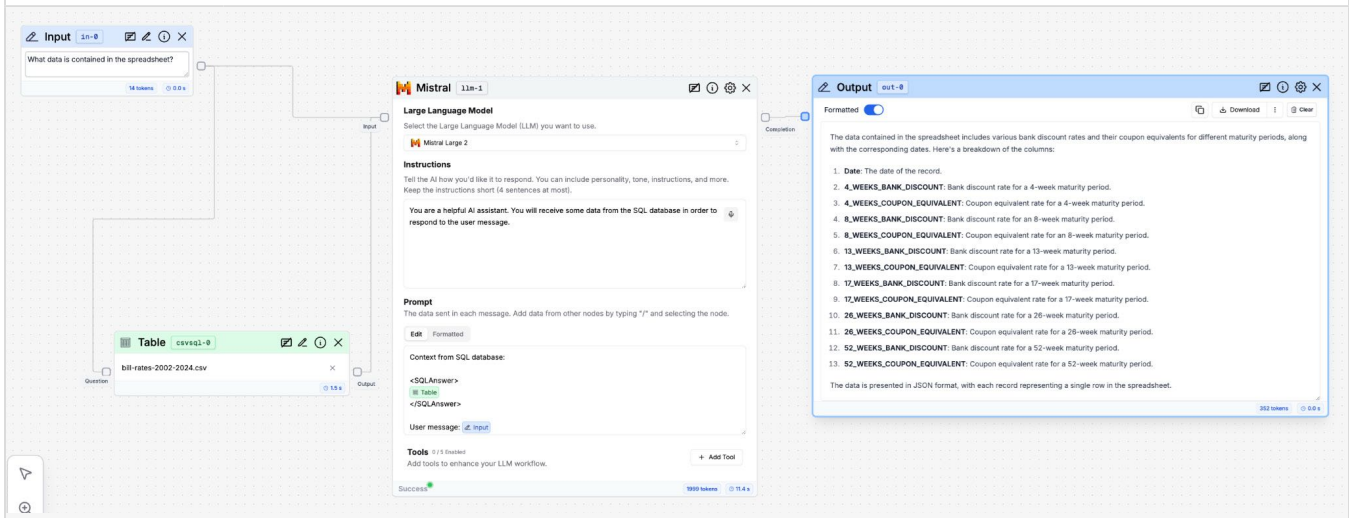 Input in-0
What data is contained in the spreadsheet?
14 tokens 0.0 s
Table csvsql-0
bill-rates-2002-2024.csv
Question
Output
1.5 s
Mistral llm-1
Input
Completion
Large Language Model
Select the Large Language Model (LLM) you want to use.
Mistral Large 2
Instructions
Tell the AI how you'd like it to respond. You can include personality, tone, instructions, and more.
Keep the instructions short (4 sentences at most).
You are a helpful AI assistant. You will receive some data from the SQL database in order to
respond to the user message.
Prompt
The data sent in each message. Add data from other nodes by typing "/" and selecting the node.
Edit Formatted
Context from SQL database:
<SQLAnswer>
Table
</SQLAnswer>
User message: Input
Tools 0 / 5 Enabled
Add tools to enhance your LLM workflow.
+ Add Tool
Success
1909 tokens 11.4 s
Output out-0
Formatted
Download
Clear
The data contained in the spreadsheet includes various bank discount rates and their coupon equivalents for different maturity periods, along
with the corresponding dates. Here's a breakdown of the columns:
1. Date: The date of the record.
2. 4_WEEKS_BANK_DISCOUNT: Bank discount rate for a 4-week maturity period.
3. 4_WEEKS_COUPON_EQUIVALENT: Coupon equivalent rate for a 4-week maturity period.
4. 8_WEEKS_BANK_DISCOUNT: Bank discount rate for an 8-week maturity period.
5. 8_WEEKS_COUPON_EQUIVALENT: Coupon equivalent rate for an 8-week maturity period.
6. 13_WEEKS_BANK_DISCOUNT: Bank discount rate for a 13-week maturity period.
7. 13_WEEKS_COUPON_EQUIVALENT: Coupon equivalent rate for a 13-week maturity period.
8. 17_WEEKS_BANK_DISCOUNT: Bank discount rate for a 17-week maturity period.
9. 17_WEEKS_COUPON_EQUIVALENT: Coupon equivalent rate for a 17-week maturity period.
10. 26_WEEKS_BANK_DISCOUNT: Bank discount rate for a 26-week maturity period.
11. 26_WEEKS_COUPON_EQUIVALENT: Coupon equivalent rate for a 26-week maturity period.
12. 52_WEEKS_BANK_DISCOUNT: Bank discount rate for a 52-week maturity period.
13. 52_WEEKS_COUPON_EQUIVALENT: Coupon equivalent rate for a 52-week maturity period.
The data is presented in JSON format, with each record representing a single row in the spreadsheet.
352 tokens 0.0 s